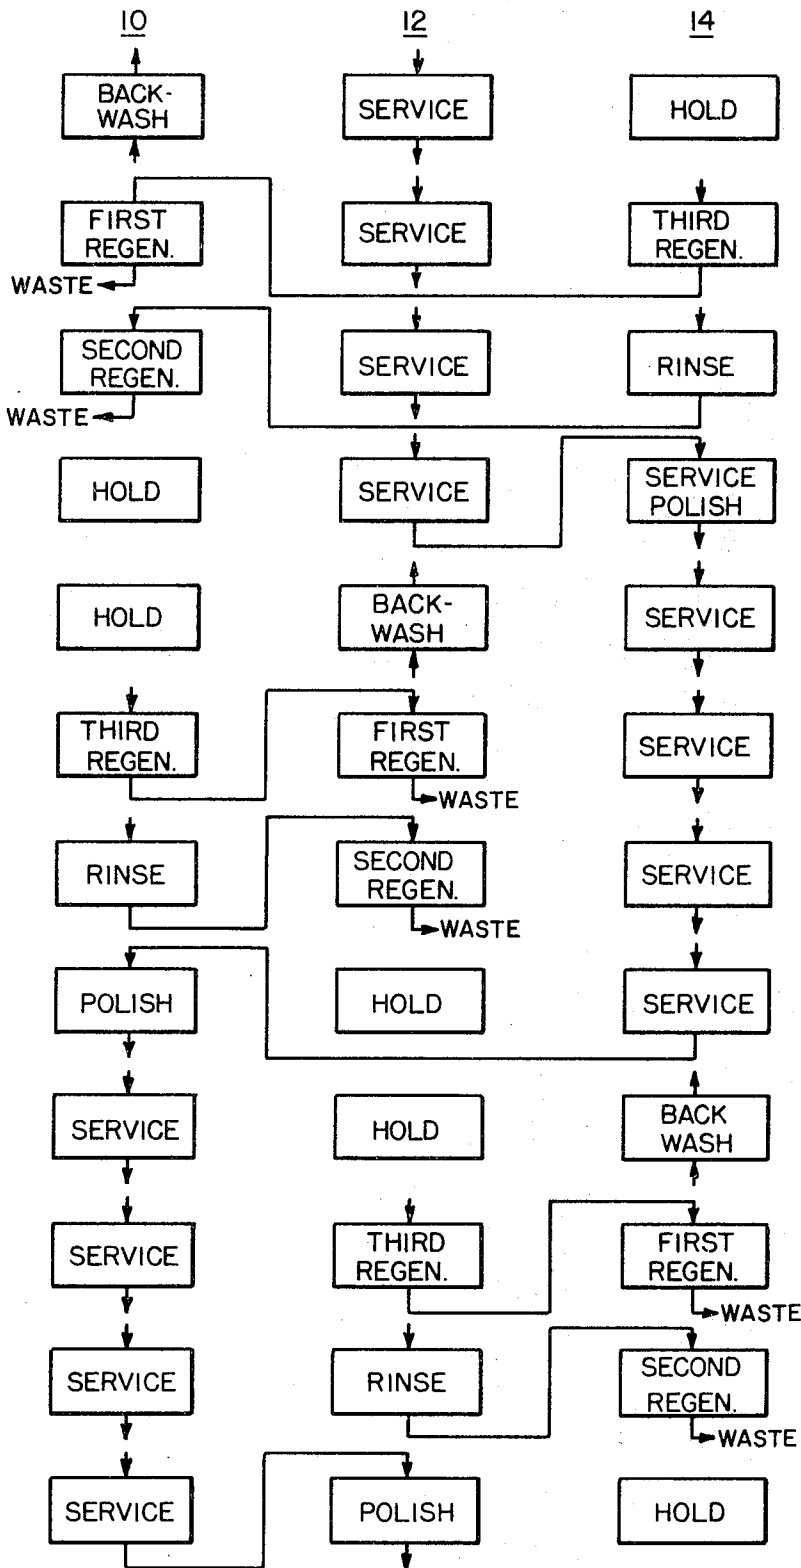 10
12
14
BACK-
WASH
SERVICE
HOLD
FIRST
REGEN.
SERVICE
THIRD
REGEN.
WASTE
SECOND
REGEN.
SERVICE
RINSE
WASTE
HOLD
SERVICE
SERVICE
POLISH
HOLD
BACK-
WASH
SERVICE
THIRD
REGEN.
FIRST
REGEN.
SERVICE
WASTE
RINSE
SECOND
REGEN.
SERVICE
WASTE
POLISH
HOLD
SERVICE
SERVICE
HOLD
BACK
WASH
SERVICE
THIRD
REGEN.
FIRST
REGEN.
WASTE
SERVICE
RINSE
SECOND
REGEN.
WASTE
SERVICE
POLISH
HOLD